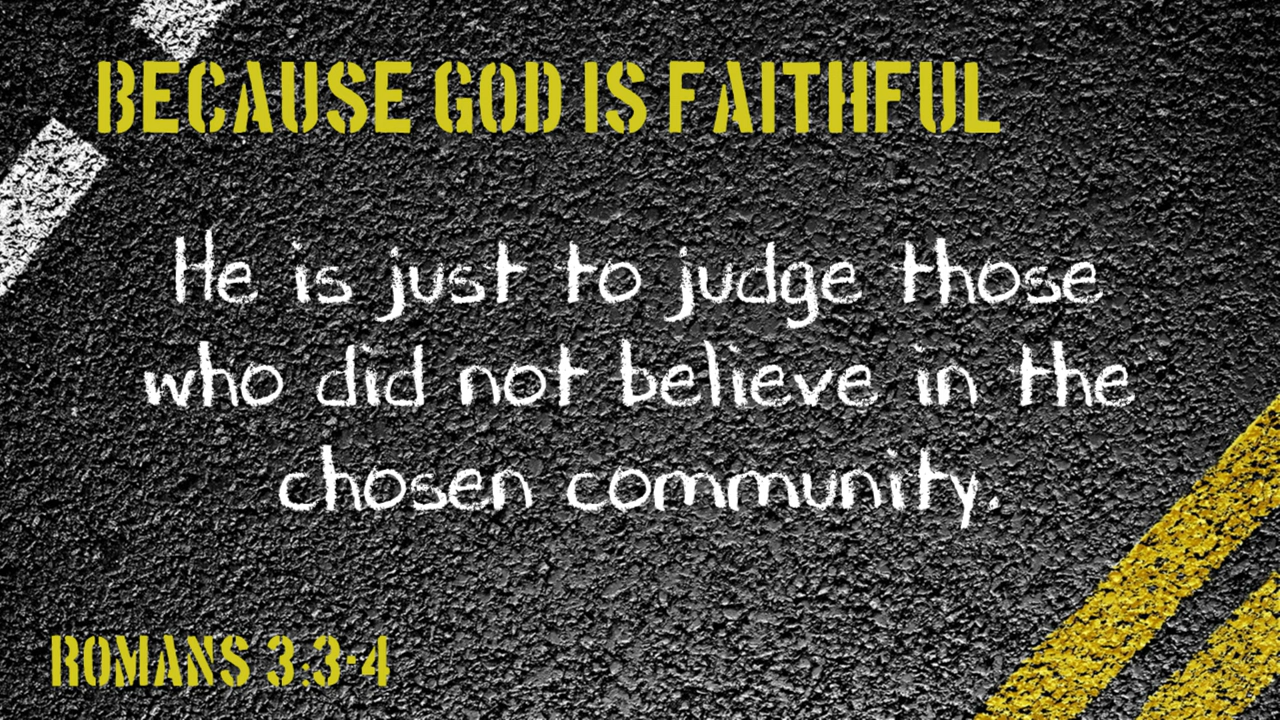 BECAUSE GOD IS FAITHFUL
He is just to judge those
who did not believe in the
chosen community.
ROMANS 3:3-4